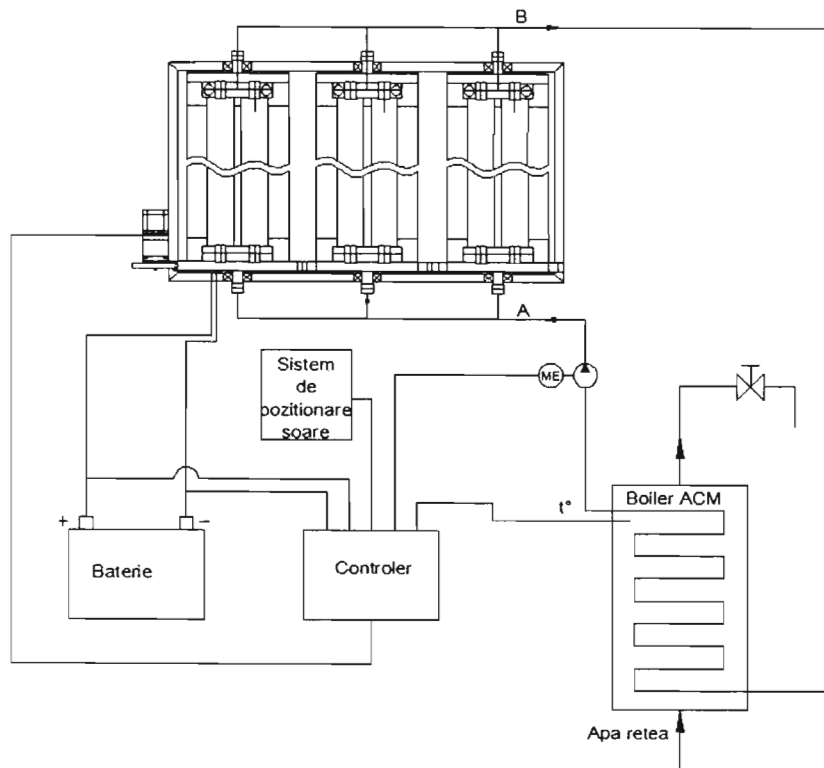 B
A
ME
Sistem
de
pozitionare
soare
t°
Boiler ACM
+
−
Baterie
Controler
Apa retea